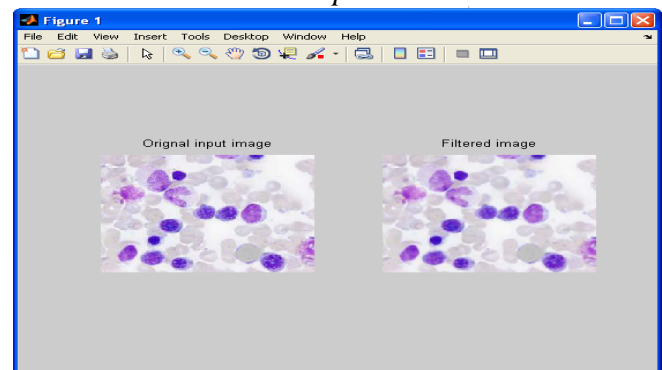 Figure 1
File Edit View Insert Tools Desktop Window Help
Orignal input image Filtered image